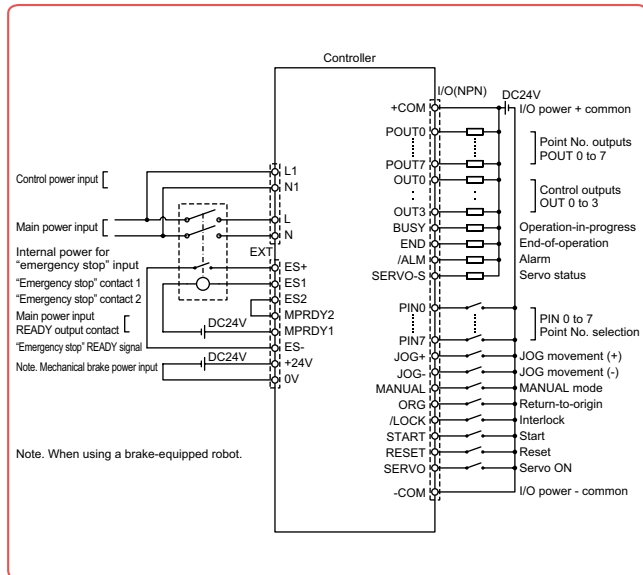 Controller
I/O(NPN)
DC24V
+COM
I/O power + common
POUT0
POUT7
Point No. outputs
POUT 0 to 7
OUT0
OUT3
Control outputs
OUT 0 to 3
BUSY
Operation-in-progress
END
End-of-operation
/ALM
Alarm
SERVO-S
Servo status
PIN0
PIN7
PIN 0 to 7
Point No. selection
JOG+
JOG movement (+)
JOG-
JOG movement (-)
MANUAL
MANUAL mode
ORG
Return-to-origin
/LOCK
Interlock
START
Start
RESET
Reset
SERVO
Servo ON
-COM
I/O power - common
Control power input
L1
N1
Main power input
L
N
EXT
Internal power for
"emergency stop" input
ES+
"Emergency stop" contact 1
ES1
"Emergency stop" contact 2
ES2
Main power input
READY output contact
MPRDY2
DC24V
MPRDY1
"Emergency stop" READY signal
ES-
DC24V
Note. Mechanical brake power input
+24V
0V
Note. When using a brake-equipped robot.